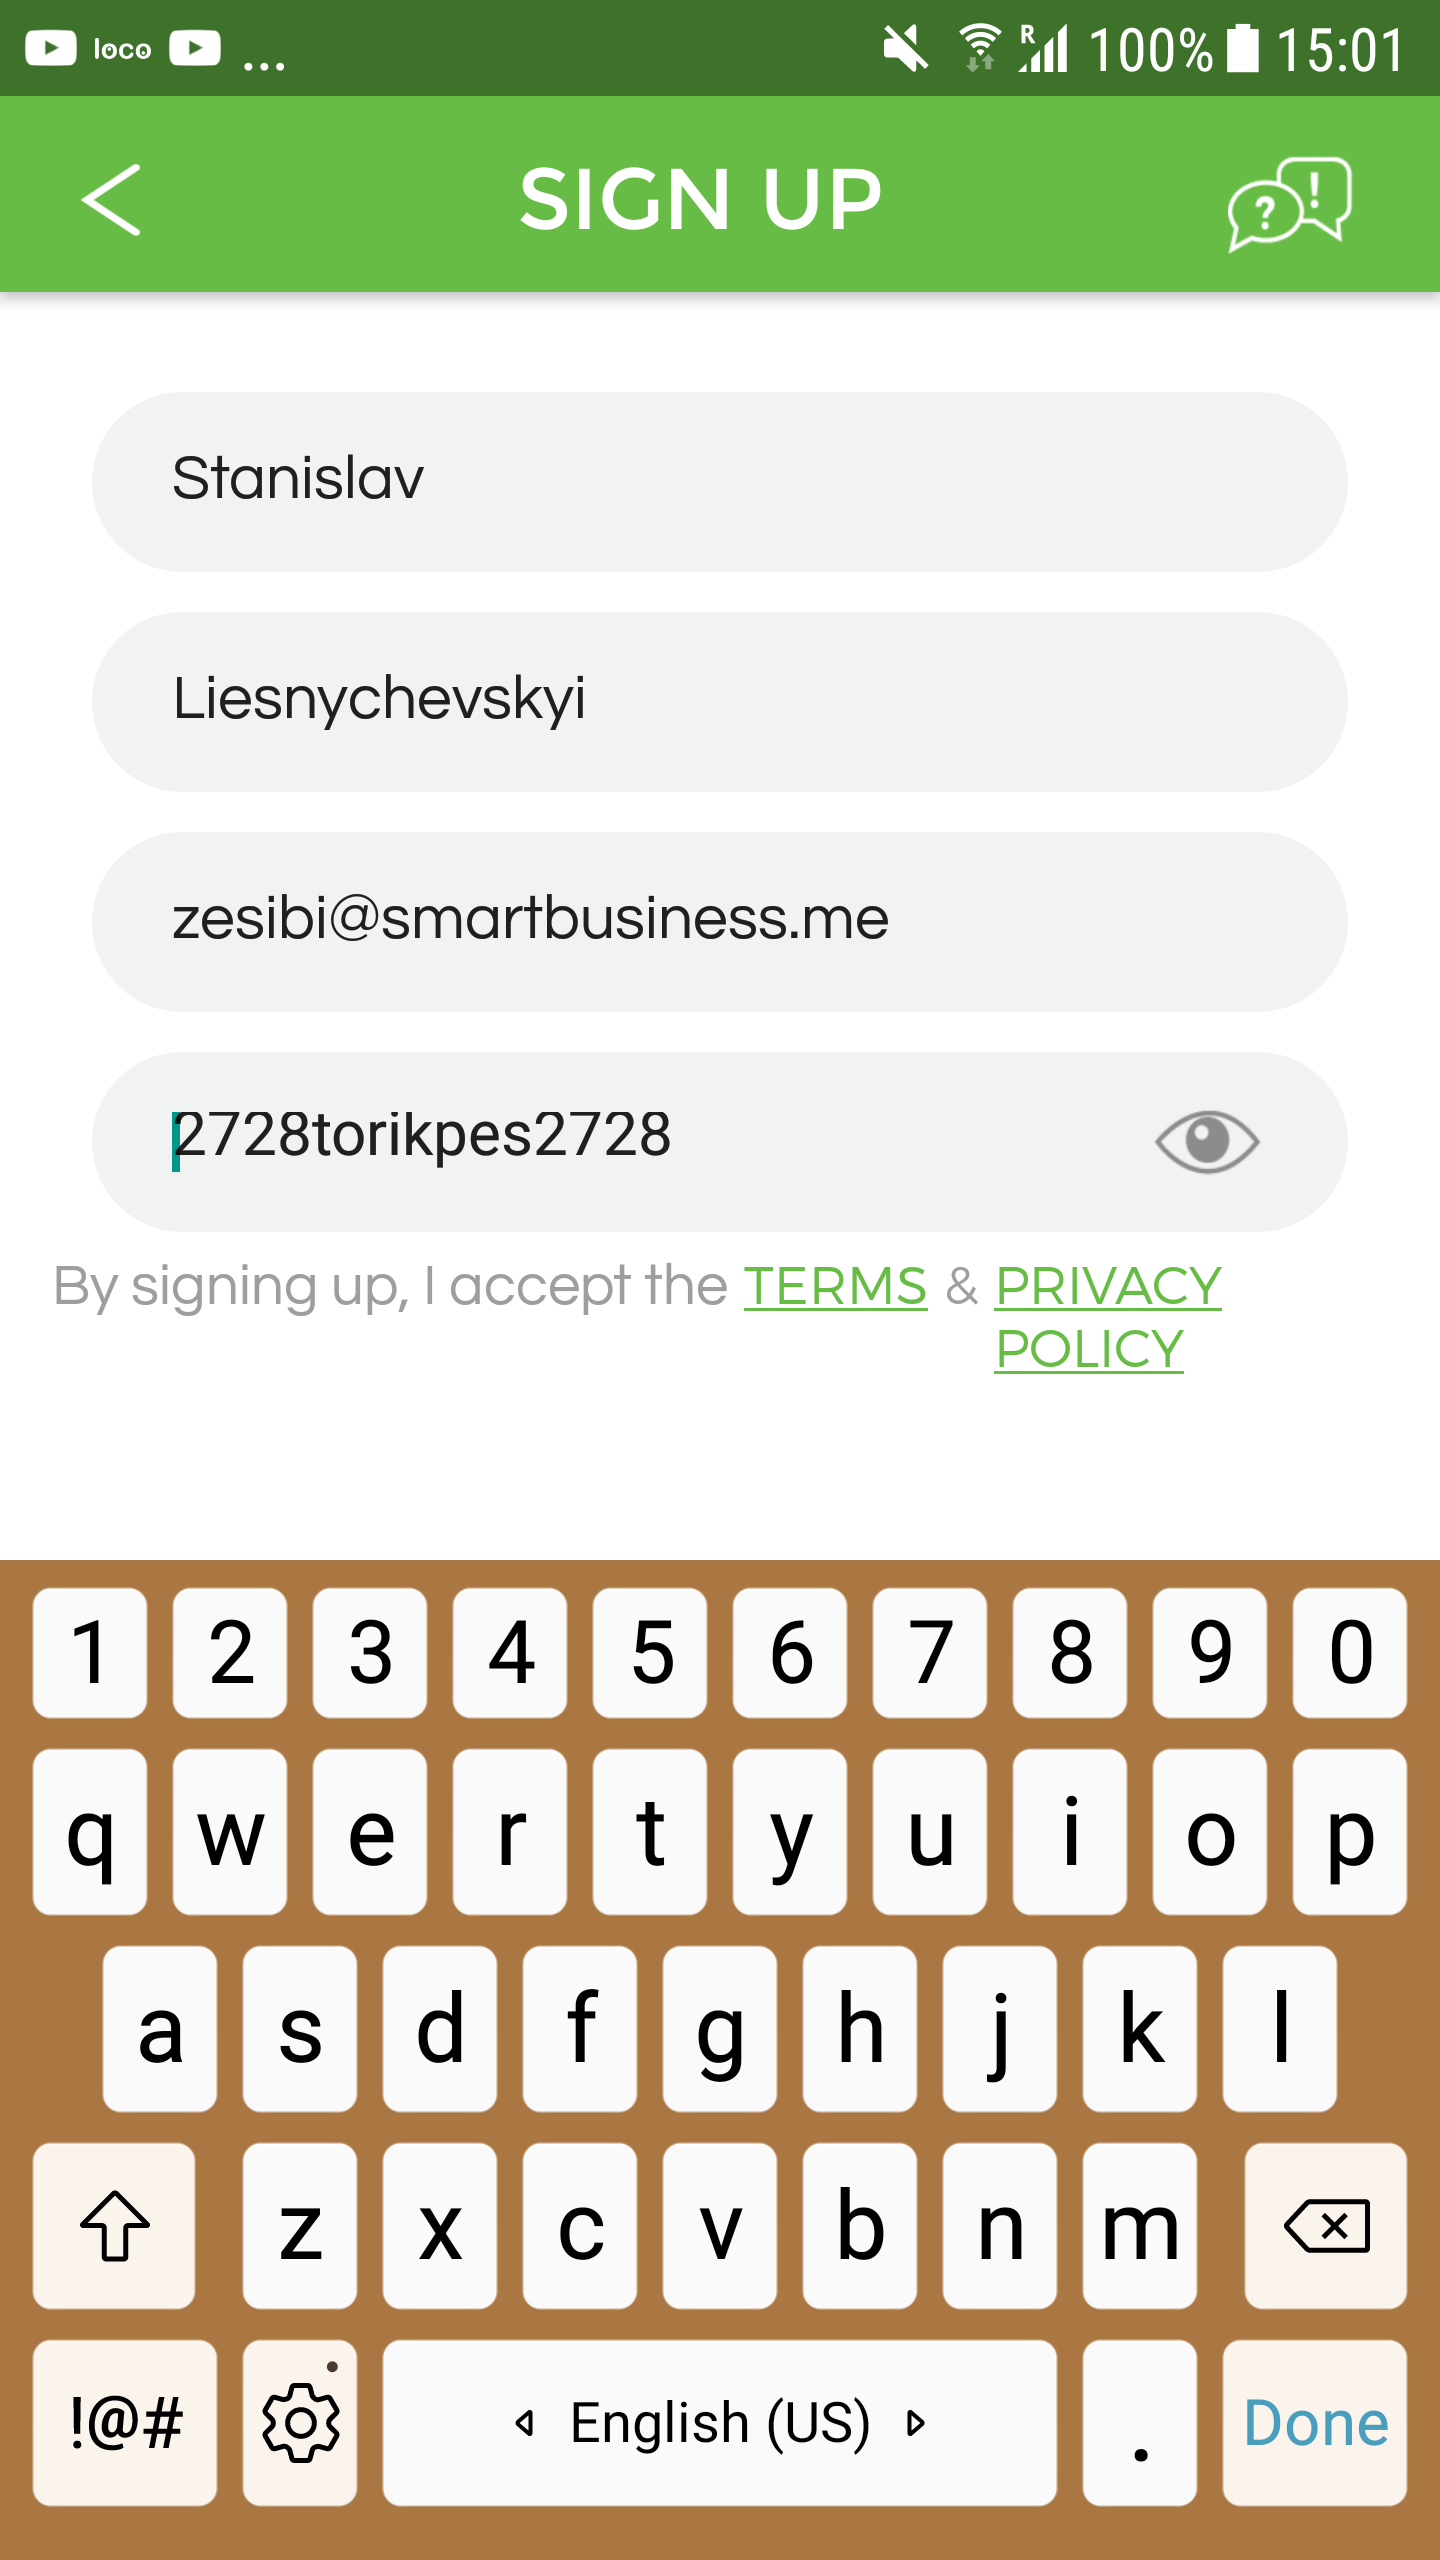 loco ... R 100% 15:01
SIGN UP
? !
Stanislav
Liesnychevskyi
zesibi@smartbusiness.me
2728torikpes2728
By signing up, I accept the TERMS & PRIVACY
POLICY
1 2 3 4 5 6 7 8 9 0
q w e r t y u i o p
a s d f g h j k l
z x c v b n m
!@# English (US) . Done